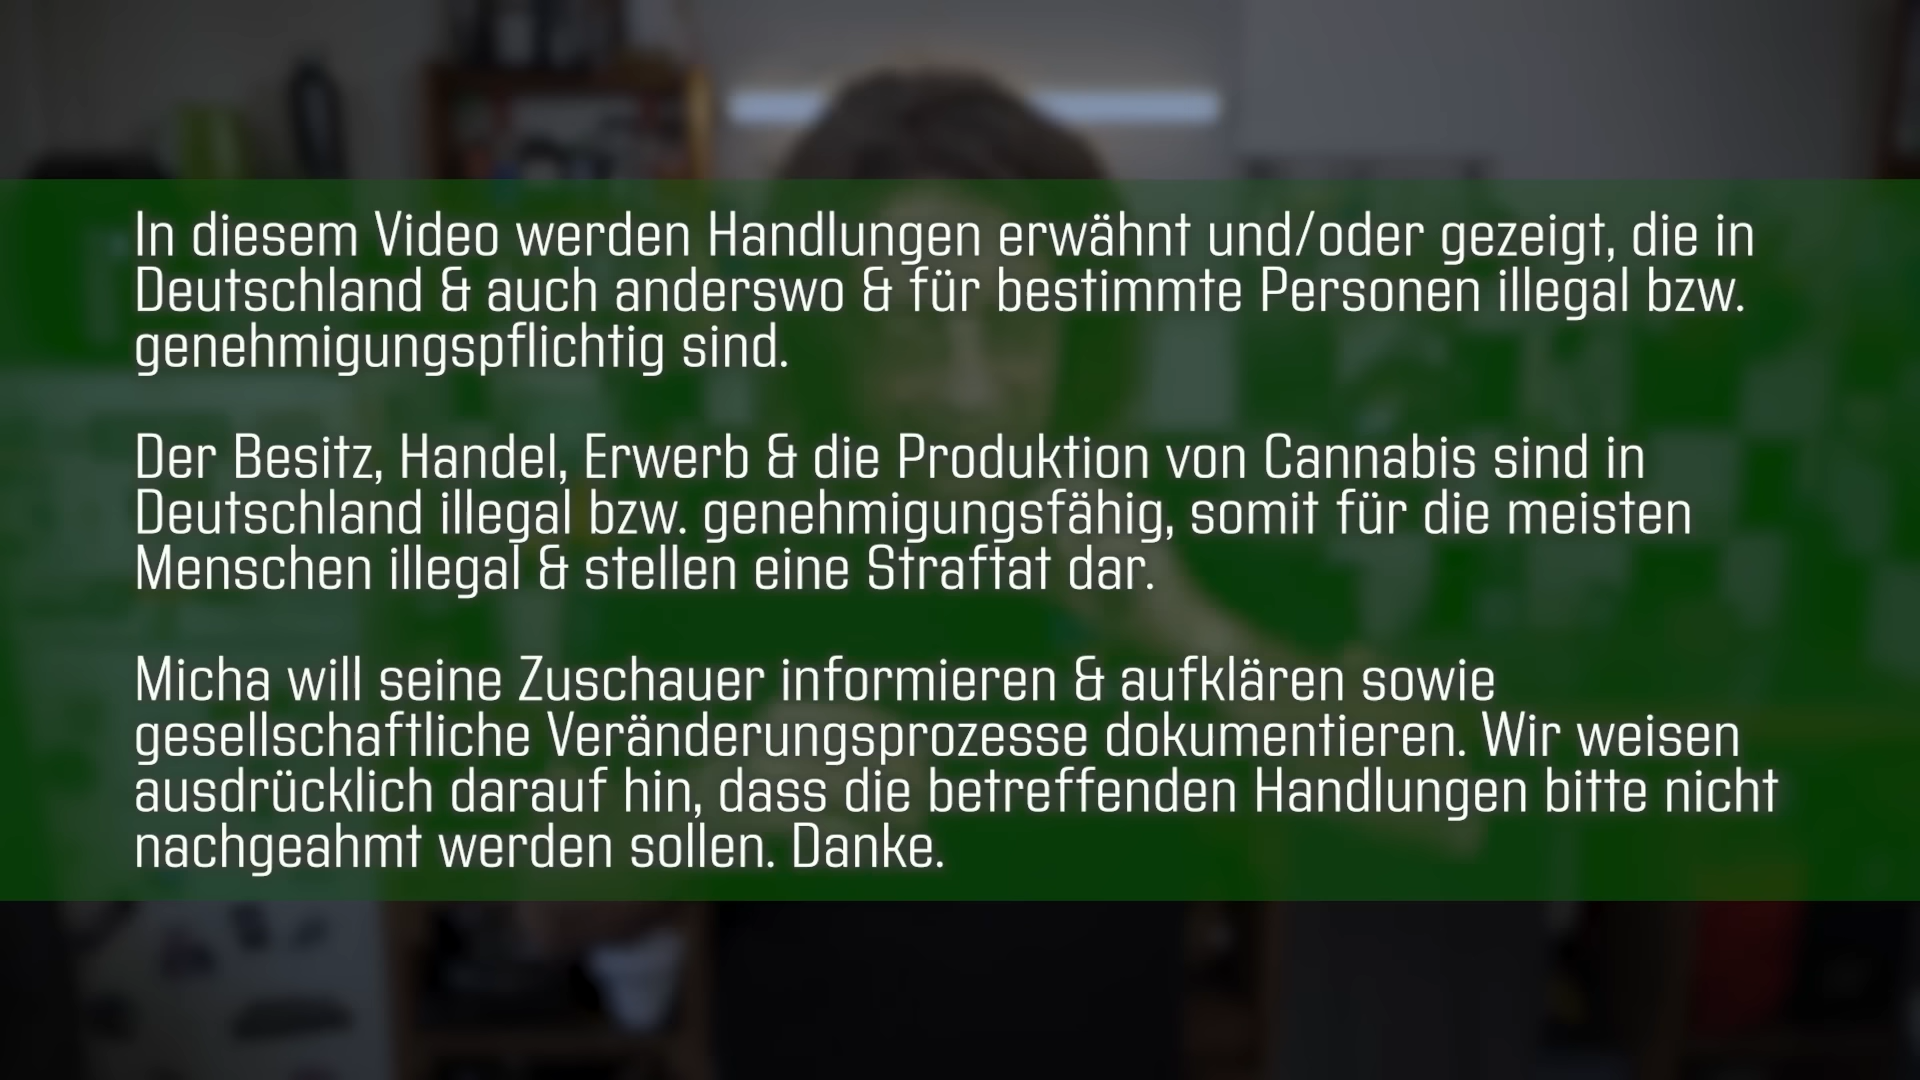 In diesem Video werden Handlungen erwähnt und/oder gezeigt, die in
Deutschland & auch anderswo & für bestimmte Personen illegal bzw.
genehmigungspflichtig sind.
Der Besitz, Handel, Erwerb & die Produktion von Cannabis sind in
Deutschland illegal bzw. genehmigungsfähig, somit für die meisten
Menschen illegal & stellen eine Straftat dar.
Micha will seine Zuschauer informieren & aufklären sowie
gesellschaftliche Veränderungsprozesse dokumentieren. Wir weisen
ausdrücklich darauf hin, dass die betreffenden Handlungen bitte nicht
nachgeahmt werden sollen. Danke.